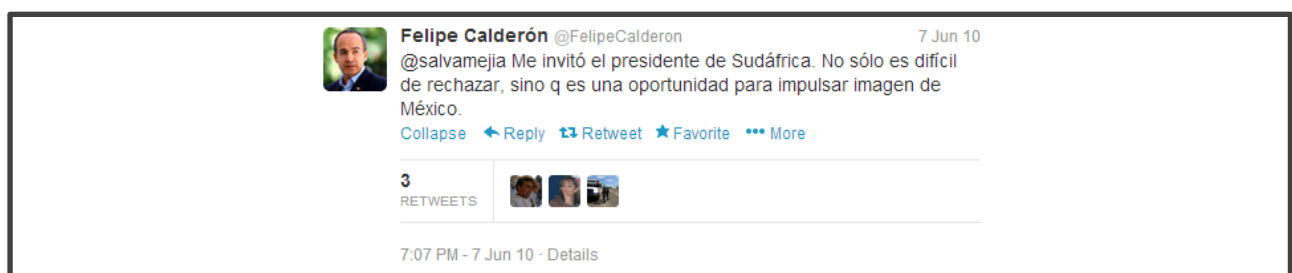 Felipe Calderón @FelipeCalderon 7 Jun 10
@salvamejia Me invitó el presidente de Sudáfrica. No sólo es difícil
de rechazar, sino q es una oportunidad para impulsar imagen de
México.
Collapse Reply Retweet Favorite More
3
RETWEETS
7:07 PM - 7 Jun 10 · Details